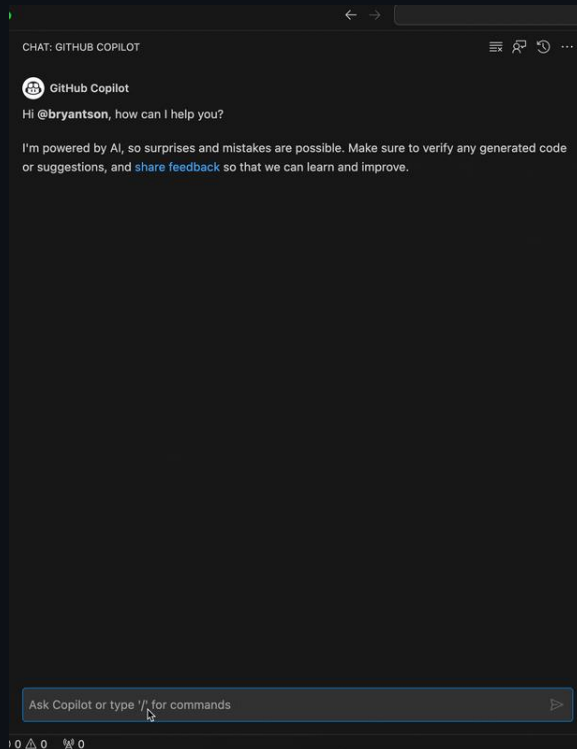 CHAT: GITHUB COPILOT
GitHub Copilot
Hi @bryantson, how can I help you?
I'm powered by AI, so surprises and mistakes are possible. Make sure to verify any generated code
or suggestions, and share feedback so that we can learn and improve.
Ask Copilot or type '/' for commands
0 0 0